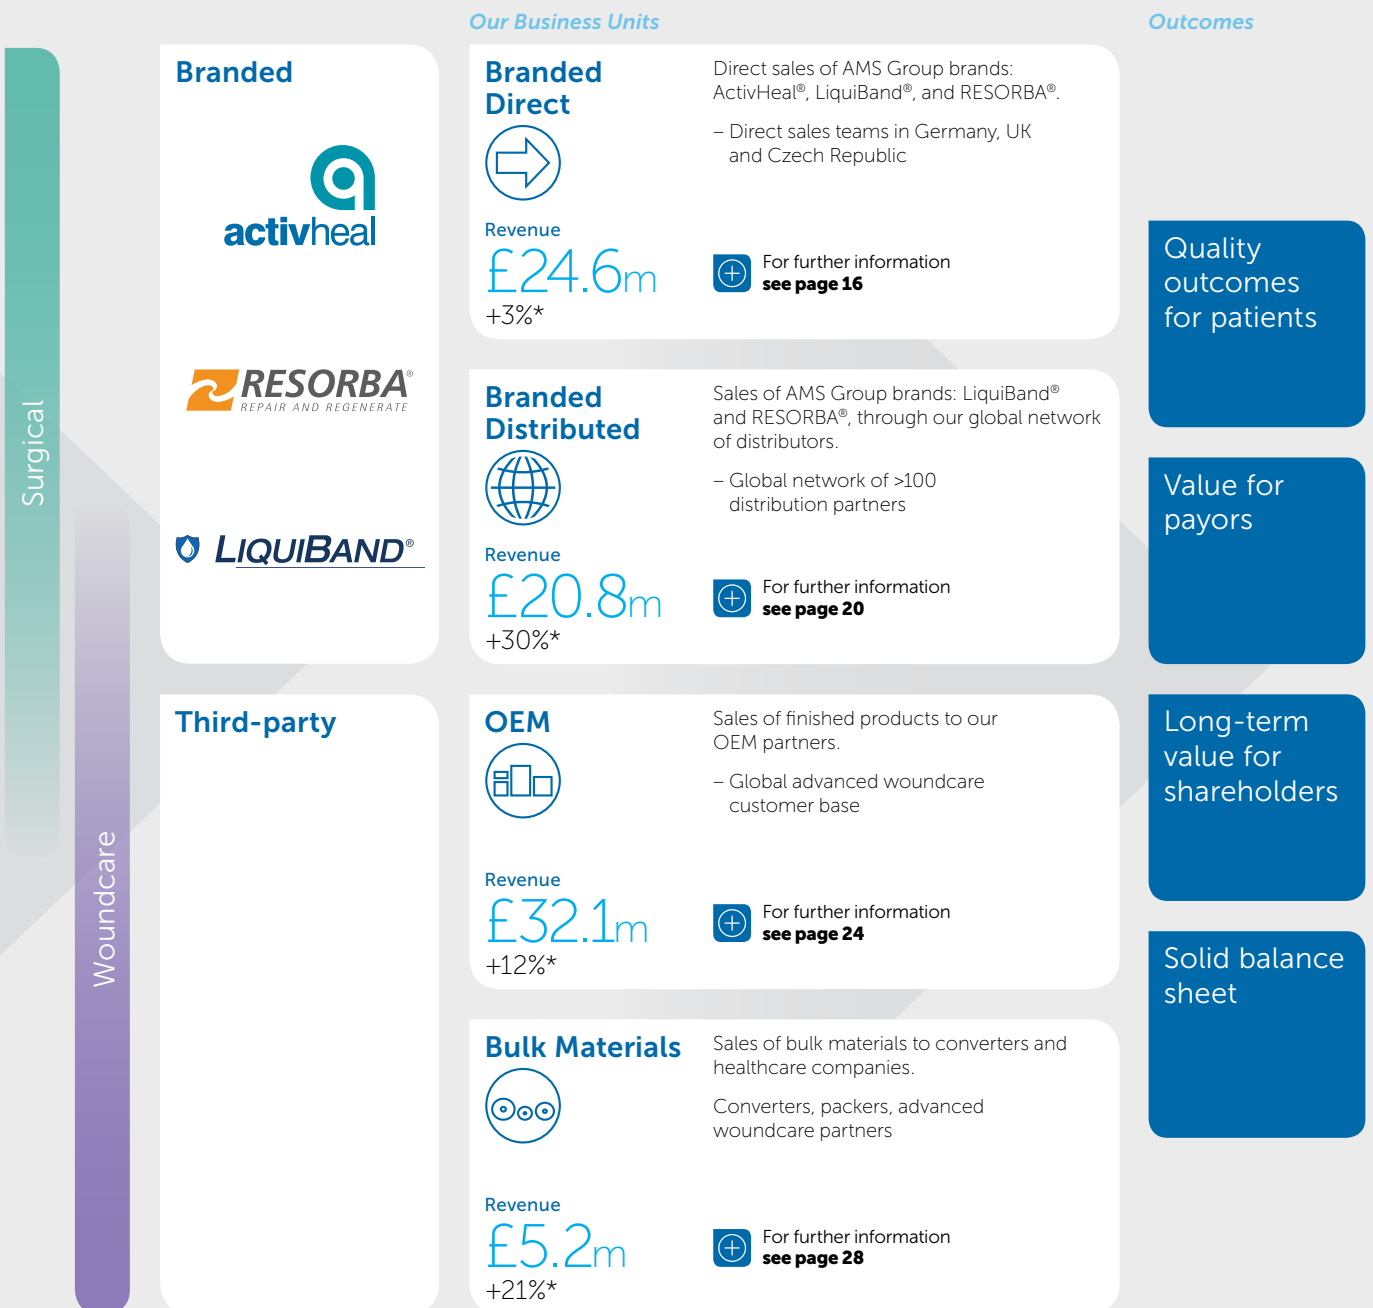 Our Business Units
Outcomes
Surgical
Woundcare
Branded
activheal
RESORBA®
REPAIR AND REGENERATE
LIQUIBAND®
Branded
Direct
Direct sales of AMS Group brands:
ActivHeal®, LiquiBand®, and RESORBA®.
– Direct sales teams in Germany, UK
and Czech Republic
Revenue
£24.6m
+3%*
For further information
see page 16
Branded
Distributed
Sales of AMS Group brands: LiquiBand®
and RESORBA®, through our global network
of distributors.
– Global network of >100
distribution partners
Revenue
£20.8m
+30%*
For further information
see page 20
Third-party
OEM
Sales of finished products to our
OEM partners.
– Global advanced woundcare
customer base
Revenue
£32.1m
+12%*
For further information
see page 24
Bulk Materials
Sales of bulk materials to converters and
healthcare companies.
Converters, packers, advanced
woundcare partners
Revenue
£5.2m
+21%*
For further information
see page 28
Quality
outcomes
for patients
Value for
payors
Long-term
value for
shareholders
Solid balance
sheet